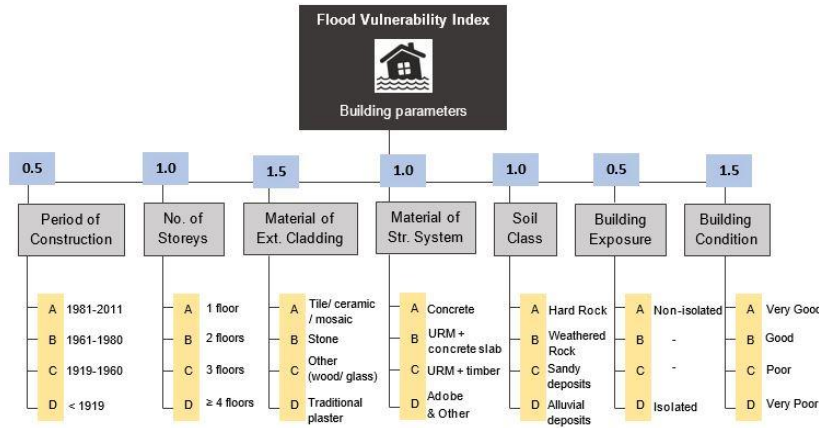 Flood Vulnerability Index
Building parameters
0.5
1.0
1.5
1.0
1.0
0.5
1.5
Period of
Construction
No. of
Storeys
Material of
Ext. Cladding
Material of
Str. System
Soil
Class
Building
Exposure
Building
Condition
A 1981-2011
B 1961-1980
C 1919-1960
D < 1919
A 1 floor
B 2 floors
C 3 floors
D ≥ 4 floors
A Tile/ ceramic
/ mosaic
B Stone
C Other
(wood/ glass)
D Traditional
plaster
A Concrete
B URM +
concrete slab
C URM + timber
D Adobe
& Other
A Hard Rock
B Weathered
Rock
C Sandy
deposits
D Alluvial
deposits
A Non-isolated
B -
C -
D Isolated
A Very Good
B Good
C Poor
D Very Poor